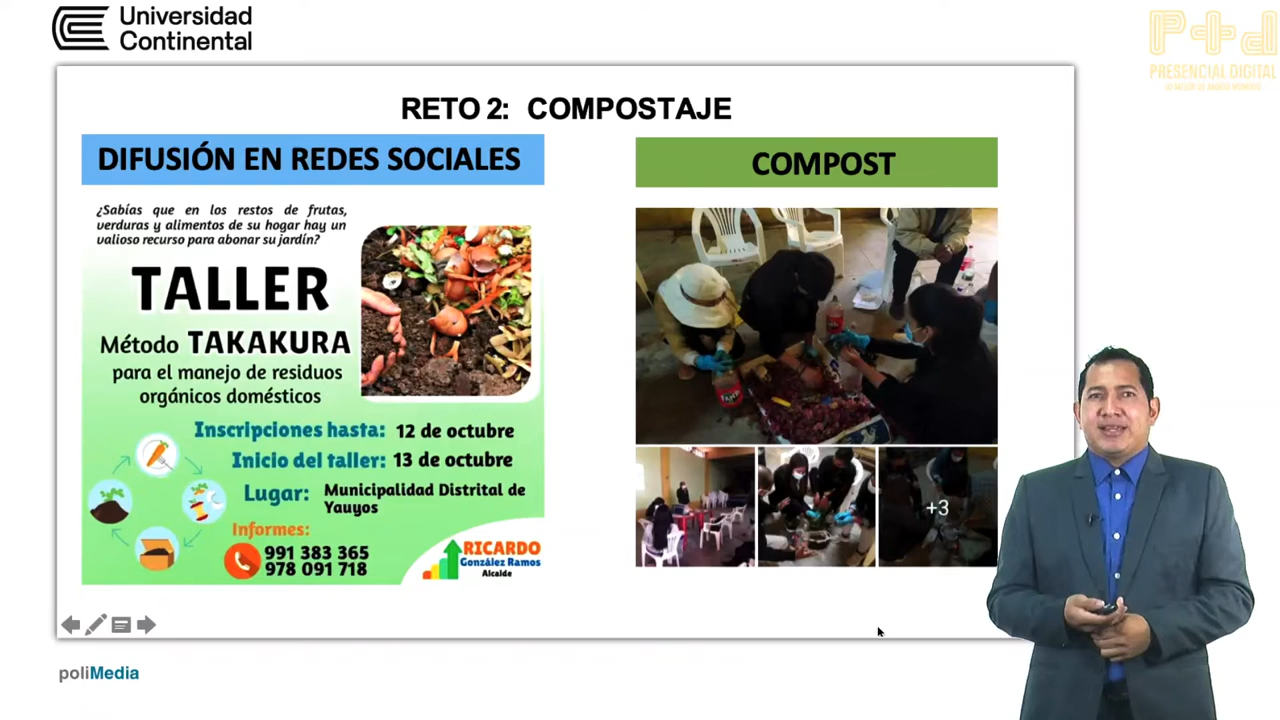 Universidad
Continental
PRESENCIAL DIGITAL
RETO 2: COMPOSTAJE
DIFUSIÓN EN REDES SOCIALES
¿Sabías que en los restos de frutas,
verduras y alimentos de su hogar hay un
valioso recurso para abonar su jardín?
TALLER
Método TAKAKURA
para el manejo de residuos
orgánicos domésticos
Inscripciones hasta: 12 de octubre
Inicio del taller: 13 de octubre
Lugar: Municipalidad Distrital de
Yauyos
Informes:
991 383 365
978 091 718
RICARDO
González Ramos
Alcalde
COMPOST
+3
poliMedia